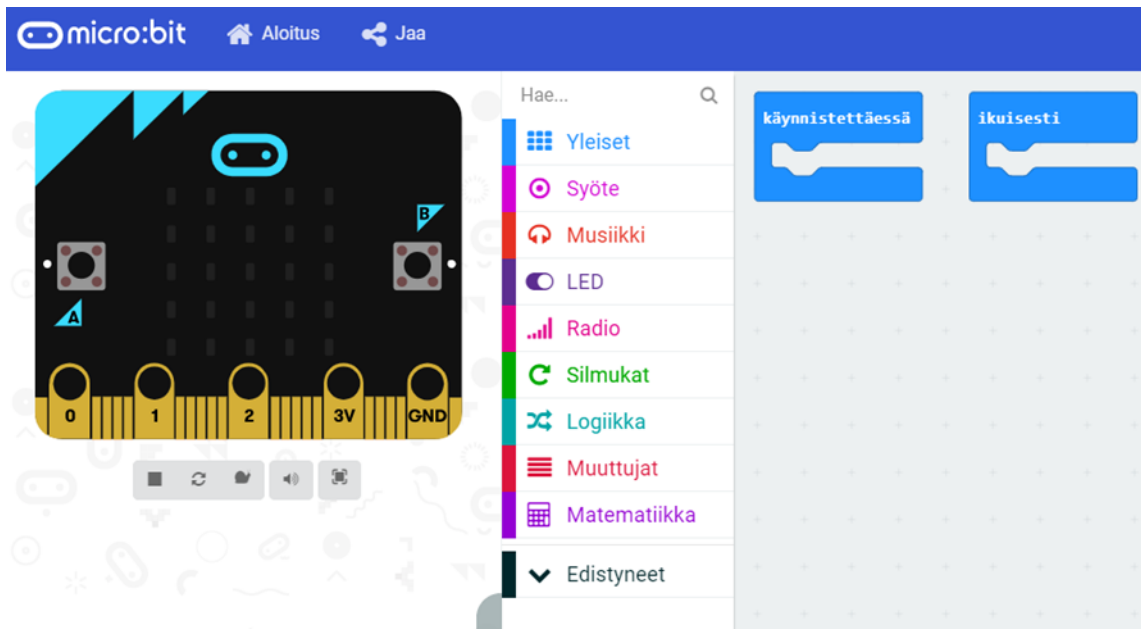 micro:bit Aloitus Jaa
Hae...
Yleiset
Syöte
Musiikki
LED
Radio
Silmukat
Logiikka
Muuttujat
Matematiikka
Edistyneet
B
A
0 1 2 3V GND
käynnistettäessä
ikuisesti